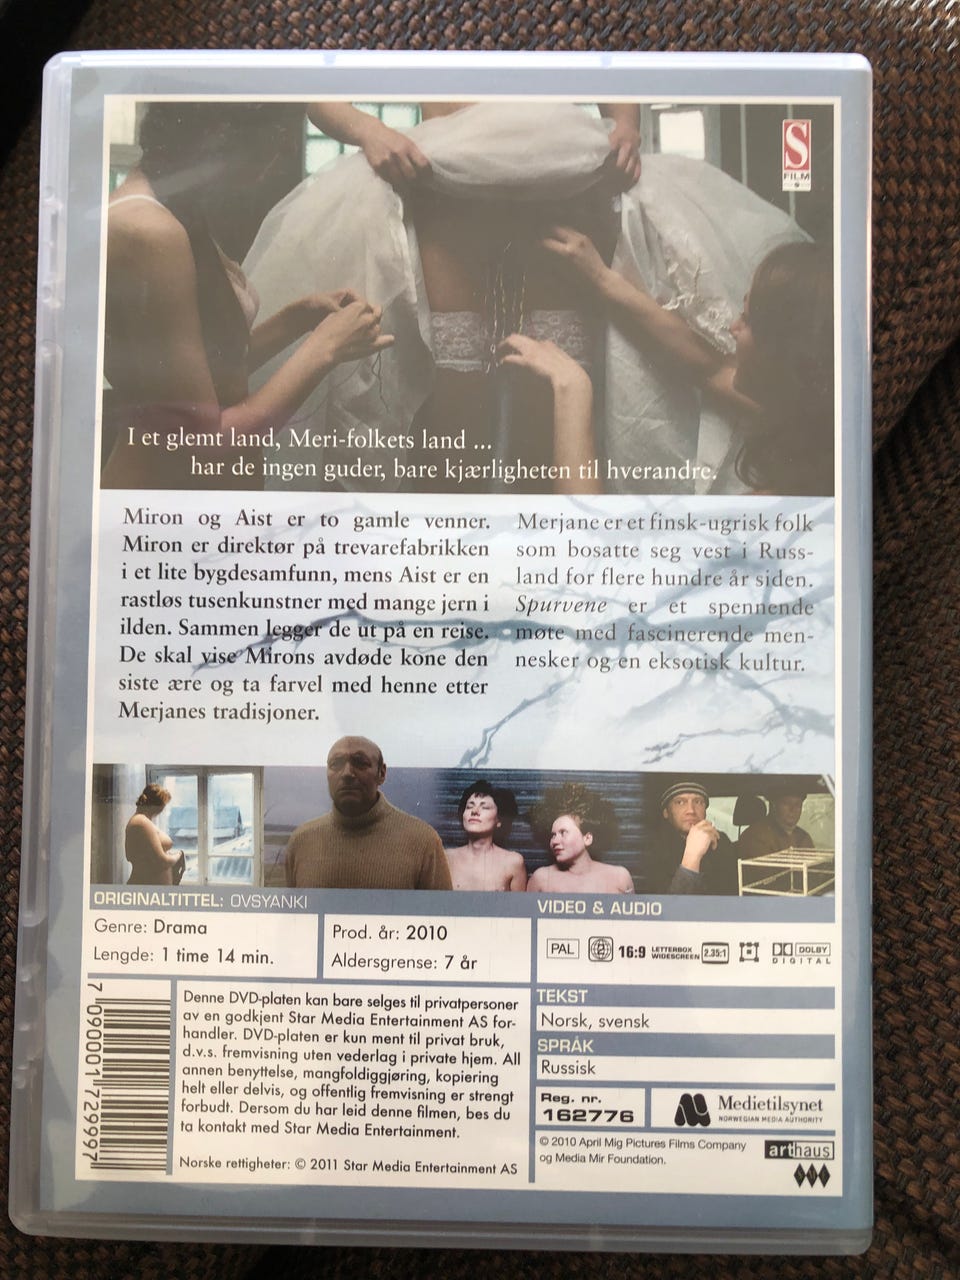 S
FILM
I et glemt land, Meri-folkets land ...
har de ingen guder, bare kjærligheten til hverandre.
Miron og Aist er to gamle venner.
Miron er direktør på trevarefabrikken
i et lite bygdesamfunn, mens Aist er en
rastløs tusenkunstner med mange jern i
ilden. Sammen legger de ut på en reise.
De skal vise Mirons avdøde kone den
siste ære og ta farvel med henne etter
Merjanes tradisjoner.
Merjane er et finsk-ugrisk folk
som bosatte seg vest i Russ-
land for flere hundre år siden.
Spurvene er et spennende
møte med fascinerende men-
nesker og en eksotisk kultur.
ORIGINALTITTEL: OVSYANKI
Genre: Drama
Lengde: 1 time 14 min.
Prod. år: 2010
Aldersgrense: 7 år
VIDEO & AUDIO
PAL 2 16:9 LETTERBOX WIDESCREEN 2.35:1 DOLBY DIGITAL
7 090001 729997
Denne DVD-platen kan bare selges til privatpersoner
av en godkjent Star Media Entertainment AS for-
handler. DVD-platen er kun ment til privat bruk,
d.v.s. fremvisning uten vederlag i private hjem. All
annen benyttelse, mangfoldiggjøring, kopiering
helt eller delvis, og offentlig fremvisning er strengt
forbudt. Dersom du har leid denne filmen, bes du
ta kontakt med Star Media Entertainment.
Norske rettigheter: © 2011 Star Media Entertainment AS
TEKST
Norsk, svensk
SPRÅK
Russisk
Reg. nr.
162776
Medietilsynet
NORWEGIAN MEDIA AUTHORITY
© 2010 April Mig Pictures Films Company
og Media Mir Foundation.
arthaus